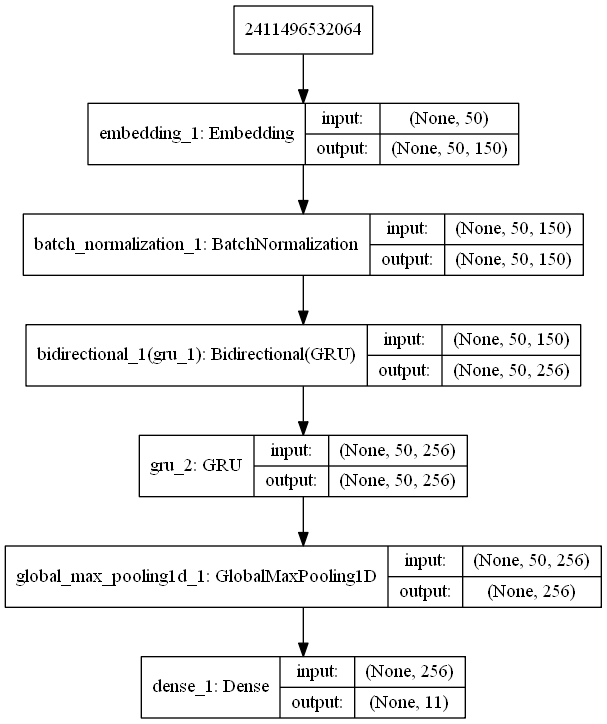 2411496532064
embedding_1: Embedding
input: (None, 50)
output: (None, 50, 150)
batch_normalization_1: BatchNormalization
input: (None, 50, 150)
output: (None, 50, 150)
bidirectional_1(gru_1): Bidirectional(GRU)
input: (None, 50, 150)
output: (None, 50, 256)
gru_2: GRU
input: (None, 50, 256)
output: (None, 50, 256)
global_max_pooling1d_1: GlobalMaxPooling1D
input: (None, 50, 256)
output: (None, 256)
dense_1: Dense
input: (None, 256)
output: (None, 11)